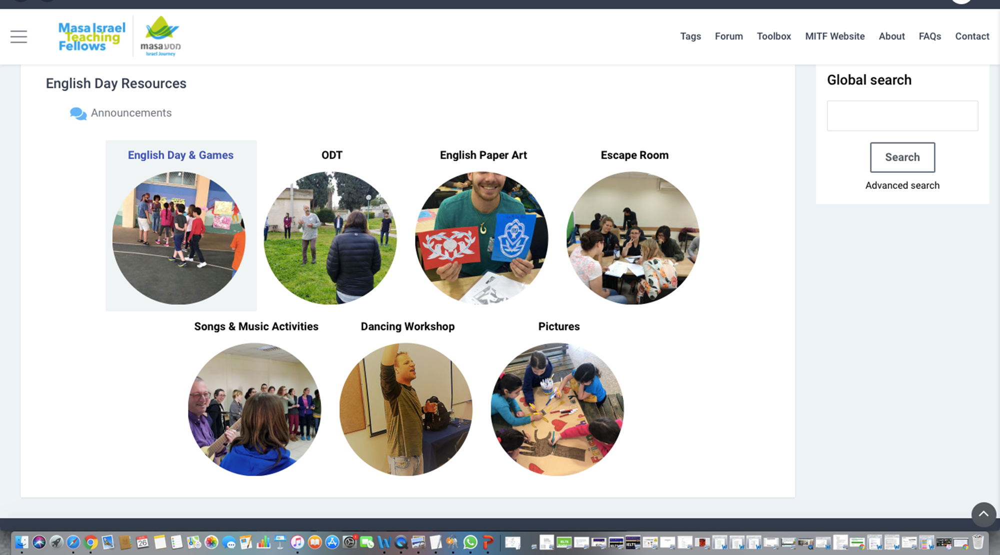 Masa Israel
Teaching
Fellows
masa מסע
Israel Journey
Tags Forum Toolbox MITF Website About FAQs Contact
English Day Resources
Announcements
English Day & Games
ODT
English Paper Art
Escape Room
Songs & Music Activities
Dancing Workshop
Pictures
Global search
Search
Advanced search
26
IELTS
IELTS